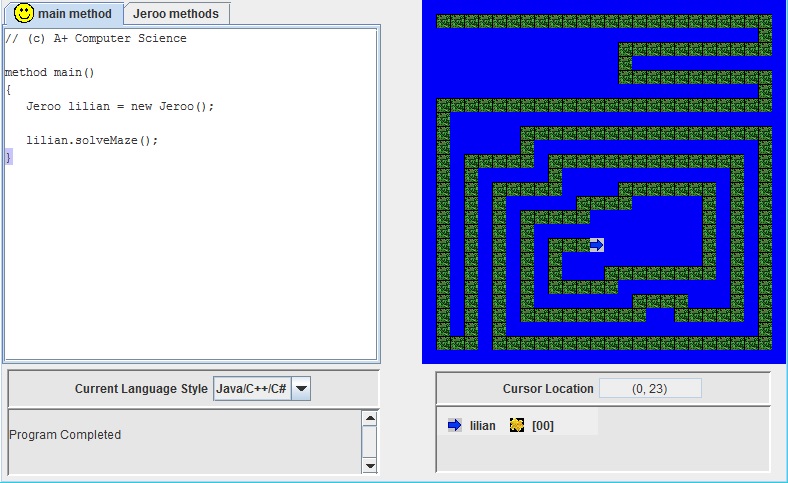 main method Jeroo methods
// (c) A+ Computer Science
method main()
{
Jeroo lilian = new Jeroo();
lilian.solveMaze();
}
Current Language Style Java/C++/C#
Program Completed
Cursor Location (0, 23)
lilian [00]